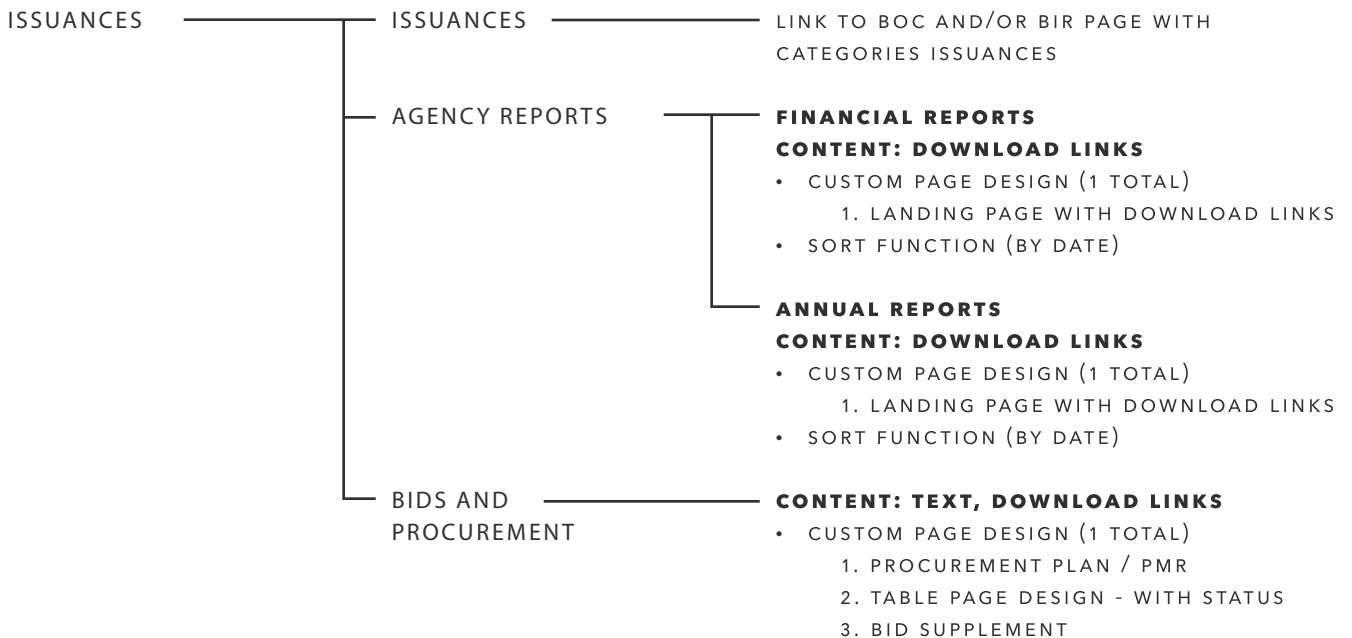 ISSUANCES
ISSUANCES
LINK TO BOC AND/OR BIR PAGE WITH
CATEGORIES ISSUANCES
AGENCY REPORTS
FINANCIAL REPORTS
CONTENT: DOWNLOAD LINKS
• CUSTOM PAGE DESIGN (1 TOTAL)
1. LANDING PAGE WITH DOWNLOAD LINKS
• SORT FUNCTION (BY DATE)
ANNUAL REPORTS
CONTENT: DOWNLOAD LINKS
• CUSTOM PAGE DESIGN (1 TOTAL)
1. LANDING PAGE WITH DOWNLOAD LINKS
• SORT FUNCTION (BY DATE)
BIDS AND
PROCUREMENT
CONTENT: TEXT, DOWNLOAD LINKS
• CUSTOM PAGE DESIGN (1 TOTAL)
1. PROCUREMENT PLAN / PMR
2. TABLE PAGE DESIGN - WITH STATUS
3. BID SUPPLEMENT